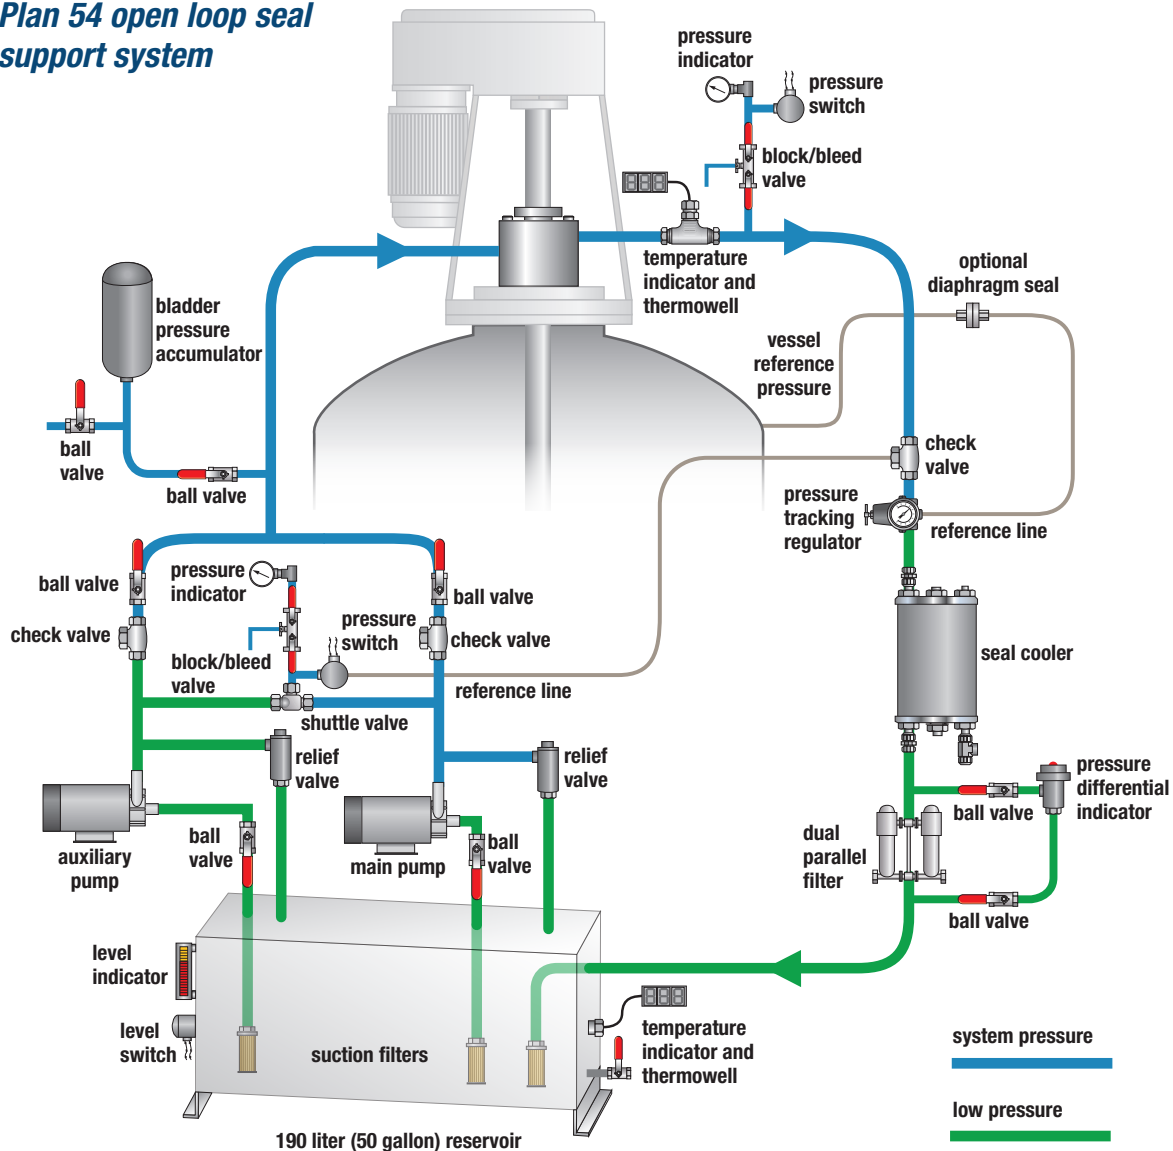 Plan 54 open loop seal
support system
pressure
indicator
pressure
switch
block/bleed
valve
temperature
indicator and
thermowell
optional
diaphragm seal
vessel
reference
pressure
bladder
pressure
accumulator
ball
valve
ball valve
check
valve
pressure
tracking
regulator
reference line
ball valve
pressure
indicator
ball valve
check valve
pressure
switch
check valve
block/bleed
valve
reference line
shuttle valve
seal cooler
relief
valve
relief
valve
pressure
differential
indicator
ball valve
auxiliary
pump
ball
valve
main pump
ball
valve
dual
parallel
filter
ball valve
level
indicator
level
switch
suction filters
temperature
indicator and
thermowell
system pressure
low pressure
190 liter (50 gallon) reservoir